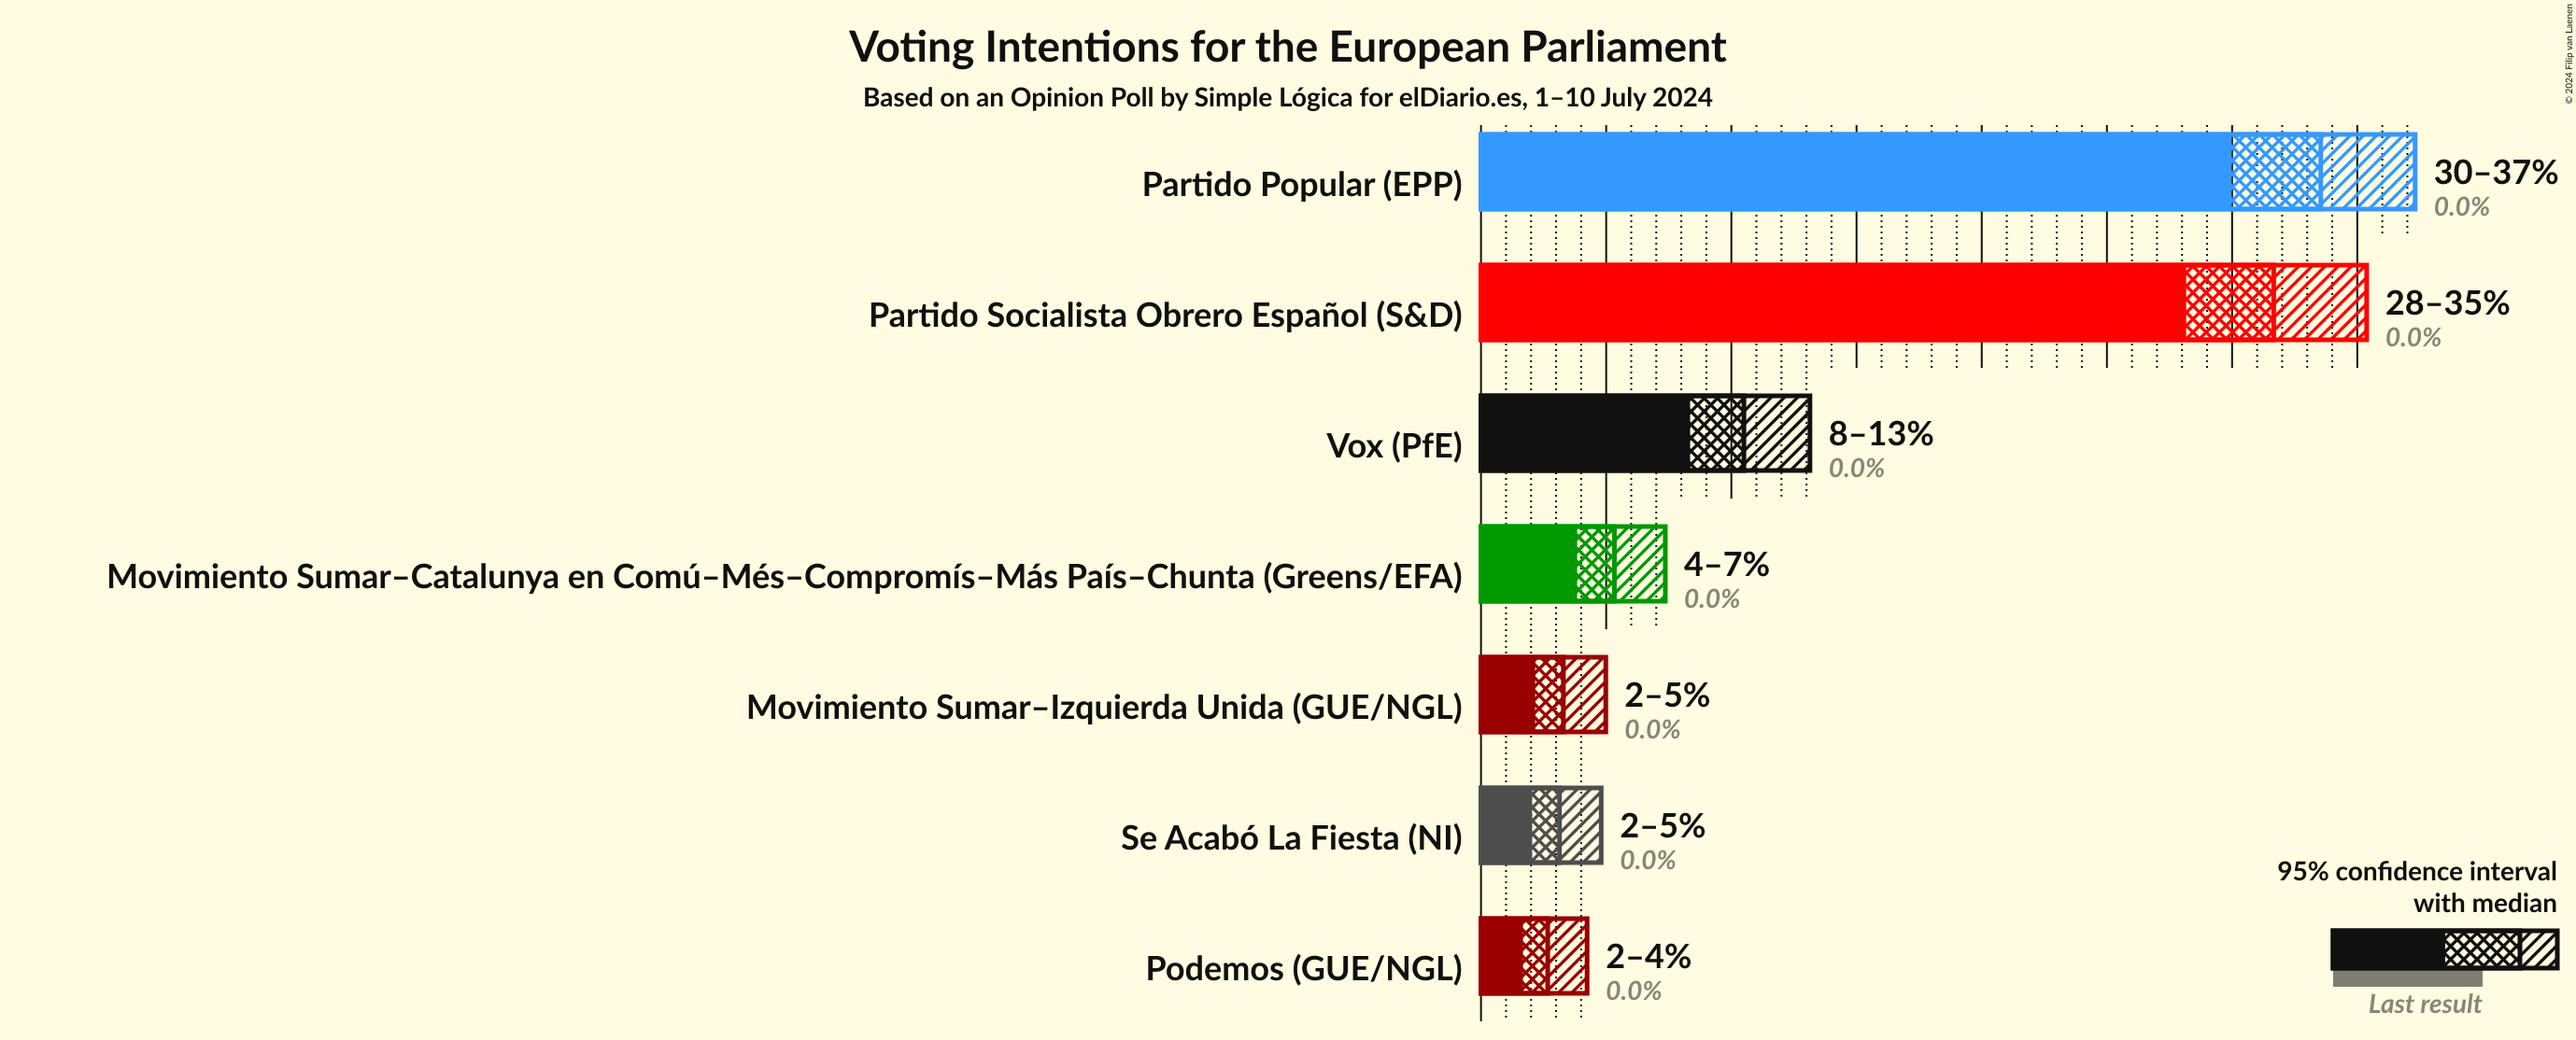 Voting Intentions for the European Parliament
Based on an Opinion Poll by Simple Lógica for elDiario.es, 1–10 July 2024
© 2024 Filip van Laenen
Partido Popular (EPP)
30–37%
0.0%
Partido Socialista Obrero Español (S&D)
28–35%
0.0%
Vox (PfE)
8–13%
0.0%
Movimiento Sumar–Catalunya en Comú–Més–Compromís–Más País–Chunta (Greens/EFA)
4–7%
0.0%
Movimiento Sumar–Izquierda Unida (GUE/NGL)
2–5%
0.0%
Se Acabó La Fiesta (NI)
2–5%
0.0%
Podemos (GUE/NGL)
2–4%
0.0%
95% confidence interval
with median
Last result